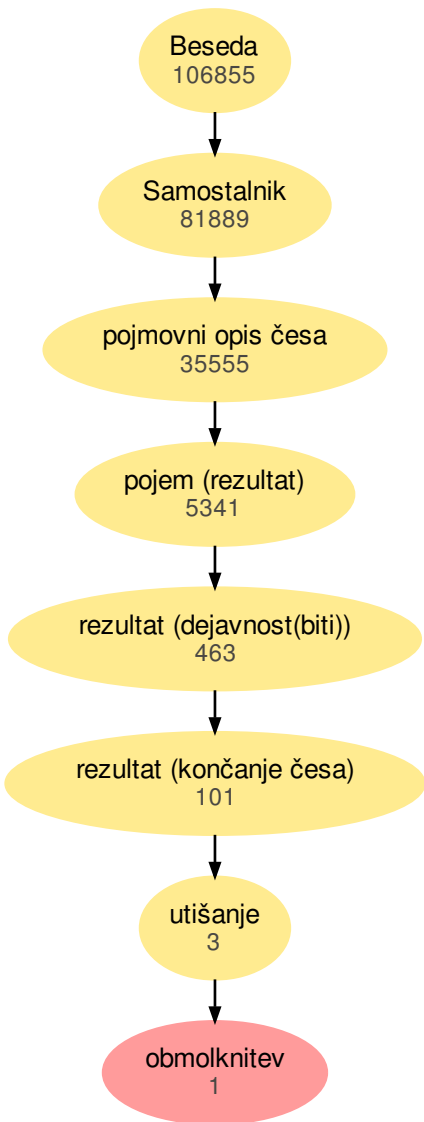 Beseda
106855
Samostalnik
81889
pojmovni opis česa
35555
pojem (rezultat)
5341
rezultat (dejavnost(biti))
463
rezultat (končanje česa)
101
utišanje
3
obmolknitev
1